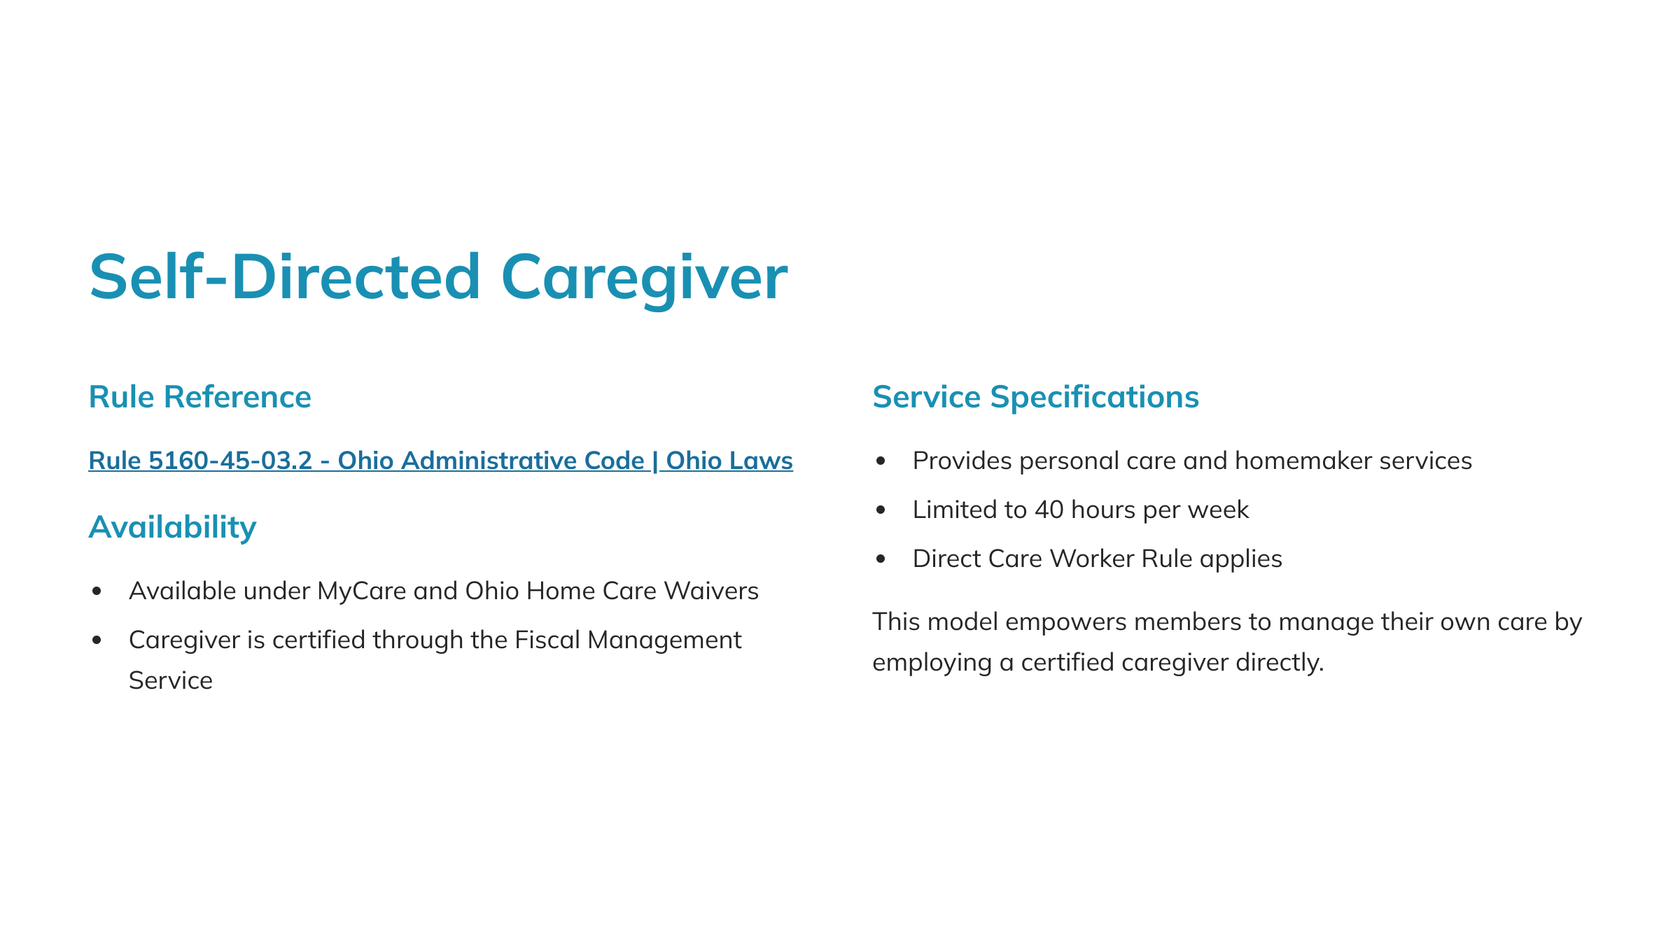 Self-Directed Caregiver
Rule Reference
Rule 5160-45-03.2 - Ohio Administrative Code | Ohio Laws
Availability
• Available under MyCare and Ohio Home Care Waivers
• Caregiver is certified through the Fiscal Management
Service
Service Specifications
• Provides personal care and homemaker services
• Limited to 40 hours per week
• Direct Care Worker Rule applies
This model empowers members to manage their own care by
employing a certified caregiver directly.